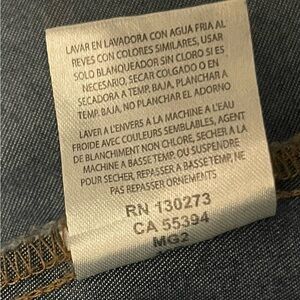 LAVAR EN LAVADORA CON AGUA FRIA AL
REVES CON COLORES SIMILARES, USAR
SOLO BLANQUEADOR SIN CLORO SI ES
NECESARIO, SECAR COLGADO O EN
SECADORA A TEMP. BAJA, PLANCHAR A
TEMP. BAJA, NO PLANCHAR EL ADORNO
LAVER A L'ENVERS A LA MACHINE A L'EAU
FROIDE AVEC COULEURS SEMBLABLES, AGENT
DE BLANCHIMENT NON CHLORE, SECHER A LA
MACHINE A BASSE TEMP. OU SUSPENDRE
POUR SECHER, REPASSER A BASSE TEMP, NE
PAS REPASSER ORNEMENTS
RN 130273
CA 55394
MG2